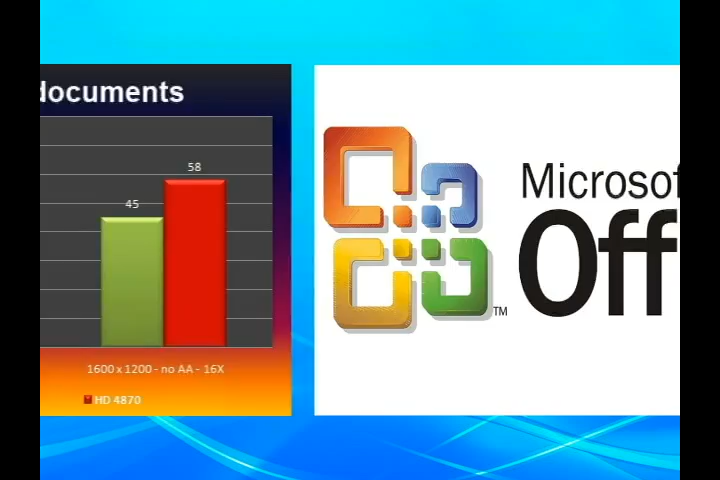 documents
58
45
1600 x 1200 - no AA - 16X
HD 4870
Microsof
Off
TM